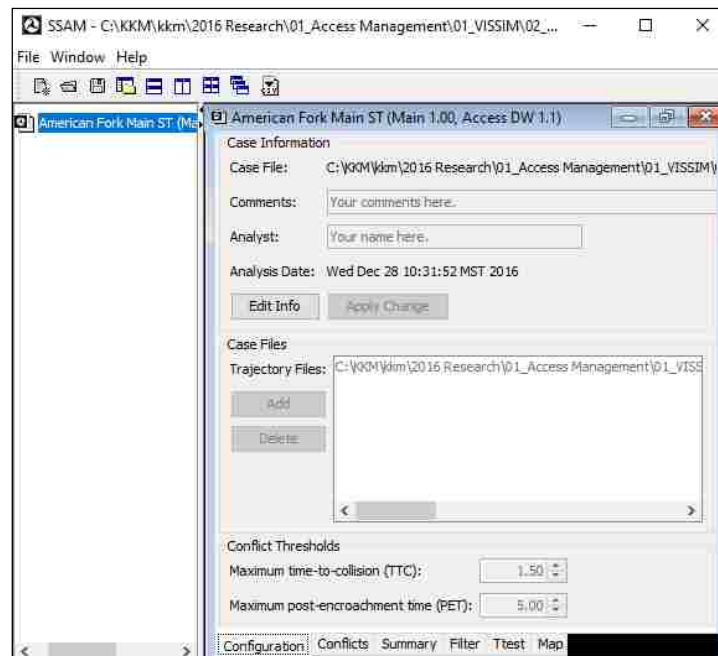 SSAM - C:\KKM\kkm\2016 Research\01_Access Management\01_VISSIM\02_...
File Window Help
American Fork Main ST (Ma
American Fork Main ST (Main 1.00, Access DW 1.1)
Case Information
Case File: C:\KKM\kkm\2016 Research\01_Access Management\01_VISSIM\
Comments: Your comments here.
Analyst: Your name here.
Analysis Date: Wed Dec 28 10:31:52 MST 2016
Edit Info Apply Change
Case Files
Trajectory Files: C:\KKM\kkm\2016 Research\01_Access Management\01_VISS
Add
Delete
Conflict Thresholds
Maximum time-to-collision (TTC): 1.50
Maximum post-encroachment time (PET): 5.00
Configuration Conflicts Summary Filter Ttest Map